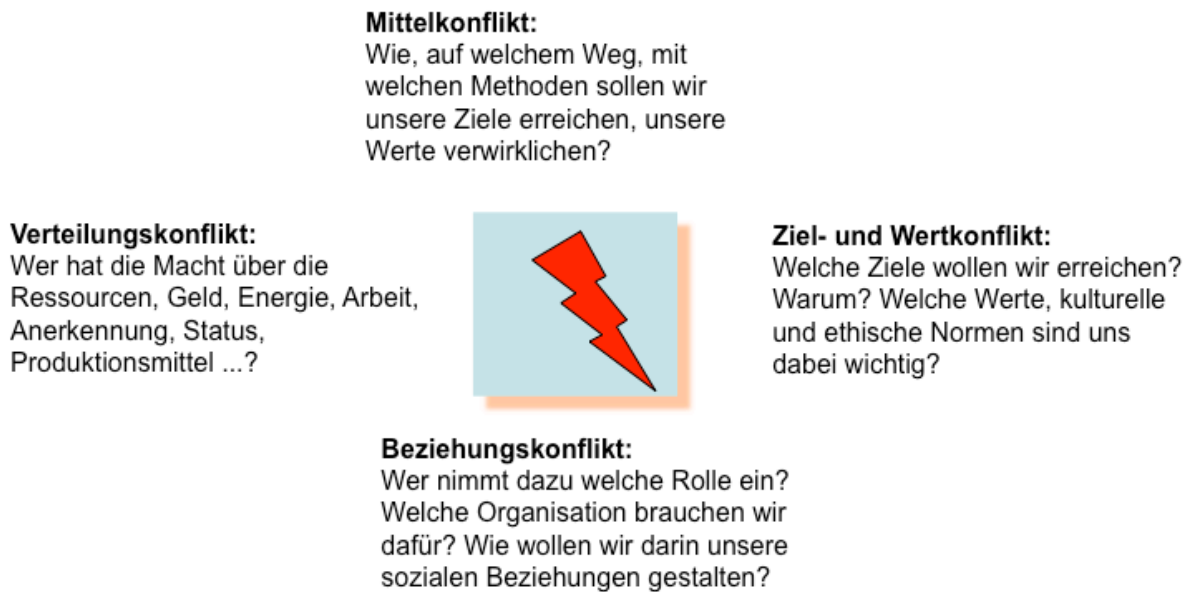 Mittelkonflikt:
Wie, auf welchem Weg, mit
welchen Methoden sollen wir
unsere Ziele erreichen, unsere
Werte verwirklichen?
Verteilungskonflikt:
Wer hat die Macht über die
Ressourcen, Geld, Energie, Arbeit,
Anerkennung, Status,
Produktionsmittel ...?
Ziel- und Wertkonflikt:
Welche Ziele wollen wir erreichen?
Warum? Welche Werte, kulturelle
und ethische Normen sind uns
dabei wichtig?
Beziehungskonflikt:
Wer nimmt dazu welche Rolle ein?
Welche Organisation brauchen wir
dafür? Wie wollen wir darin unsere
sozialen Beziehungen gestalten?